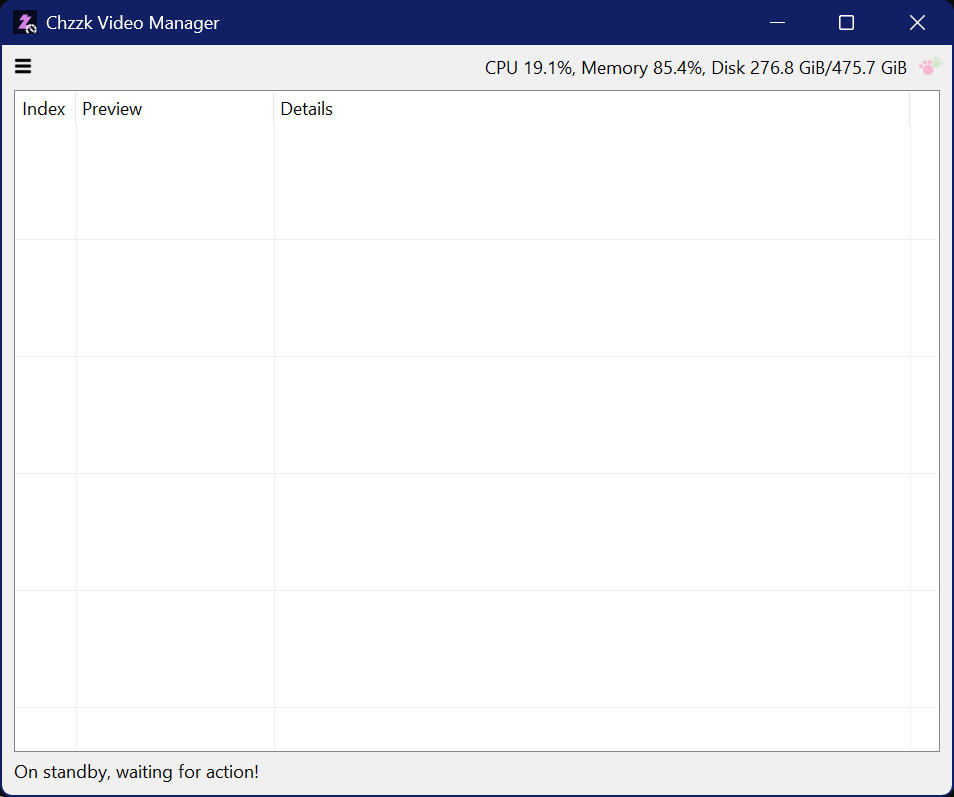 Chzzk Video Manager
CPU 19.1%, Memory 85.4%, Disk 276.8 GiB/475.7 GiB
Index Preview Details
On standby, waiting for action!